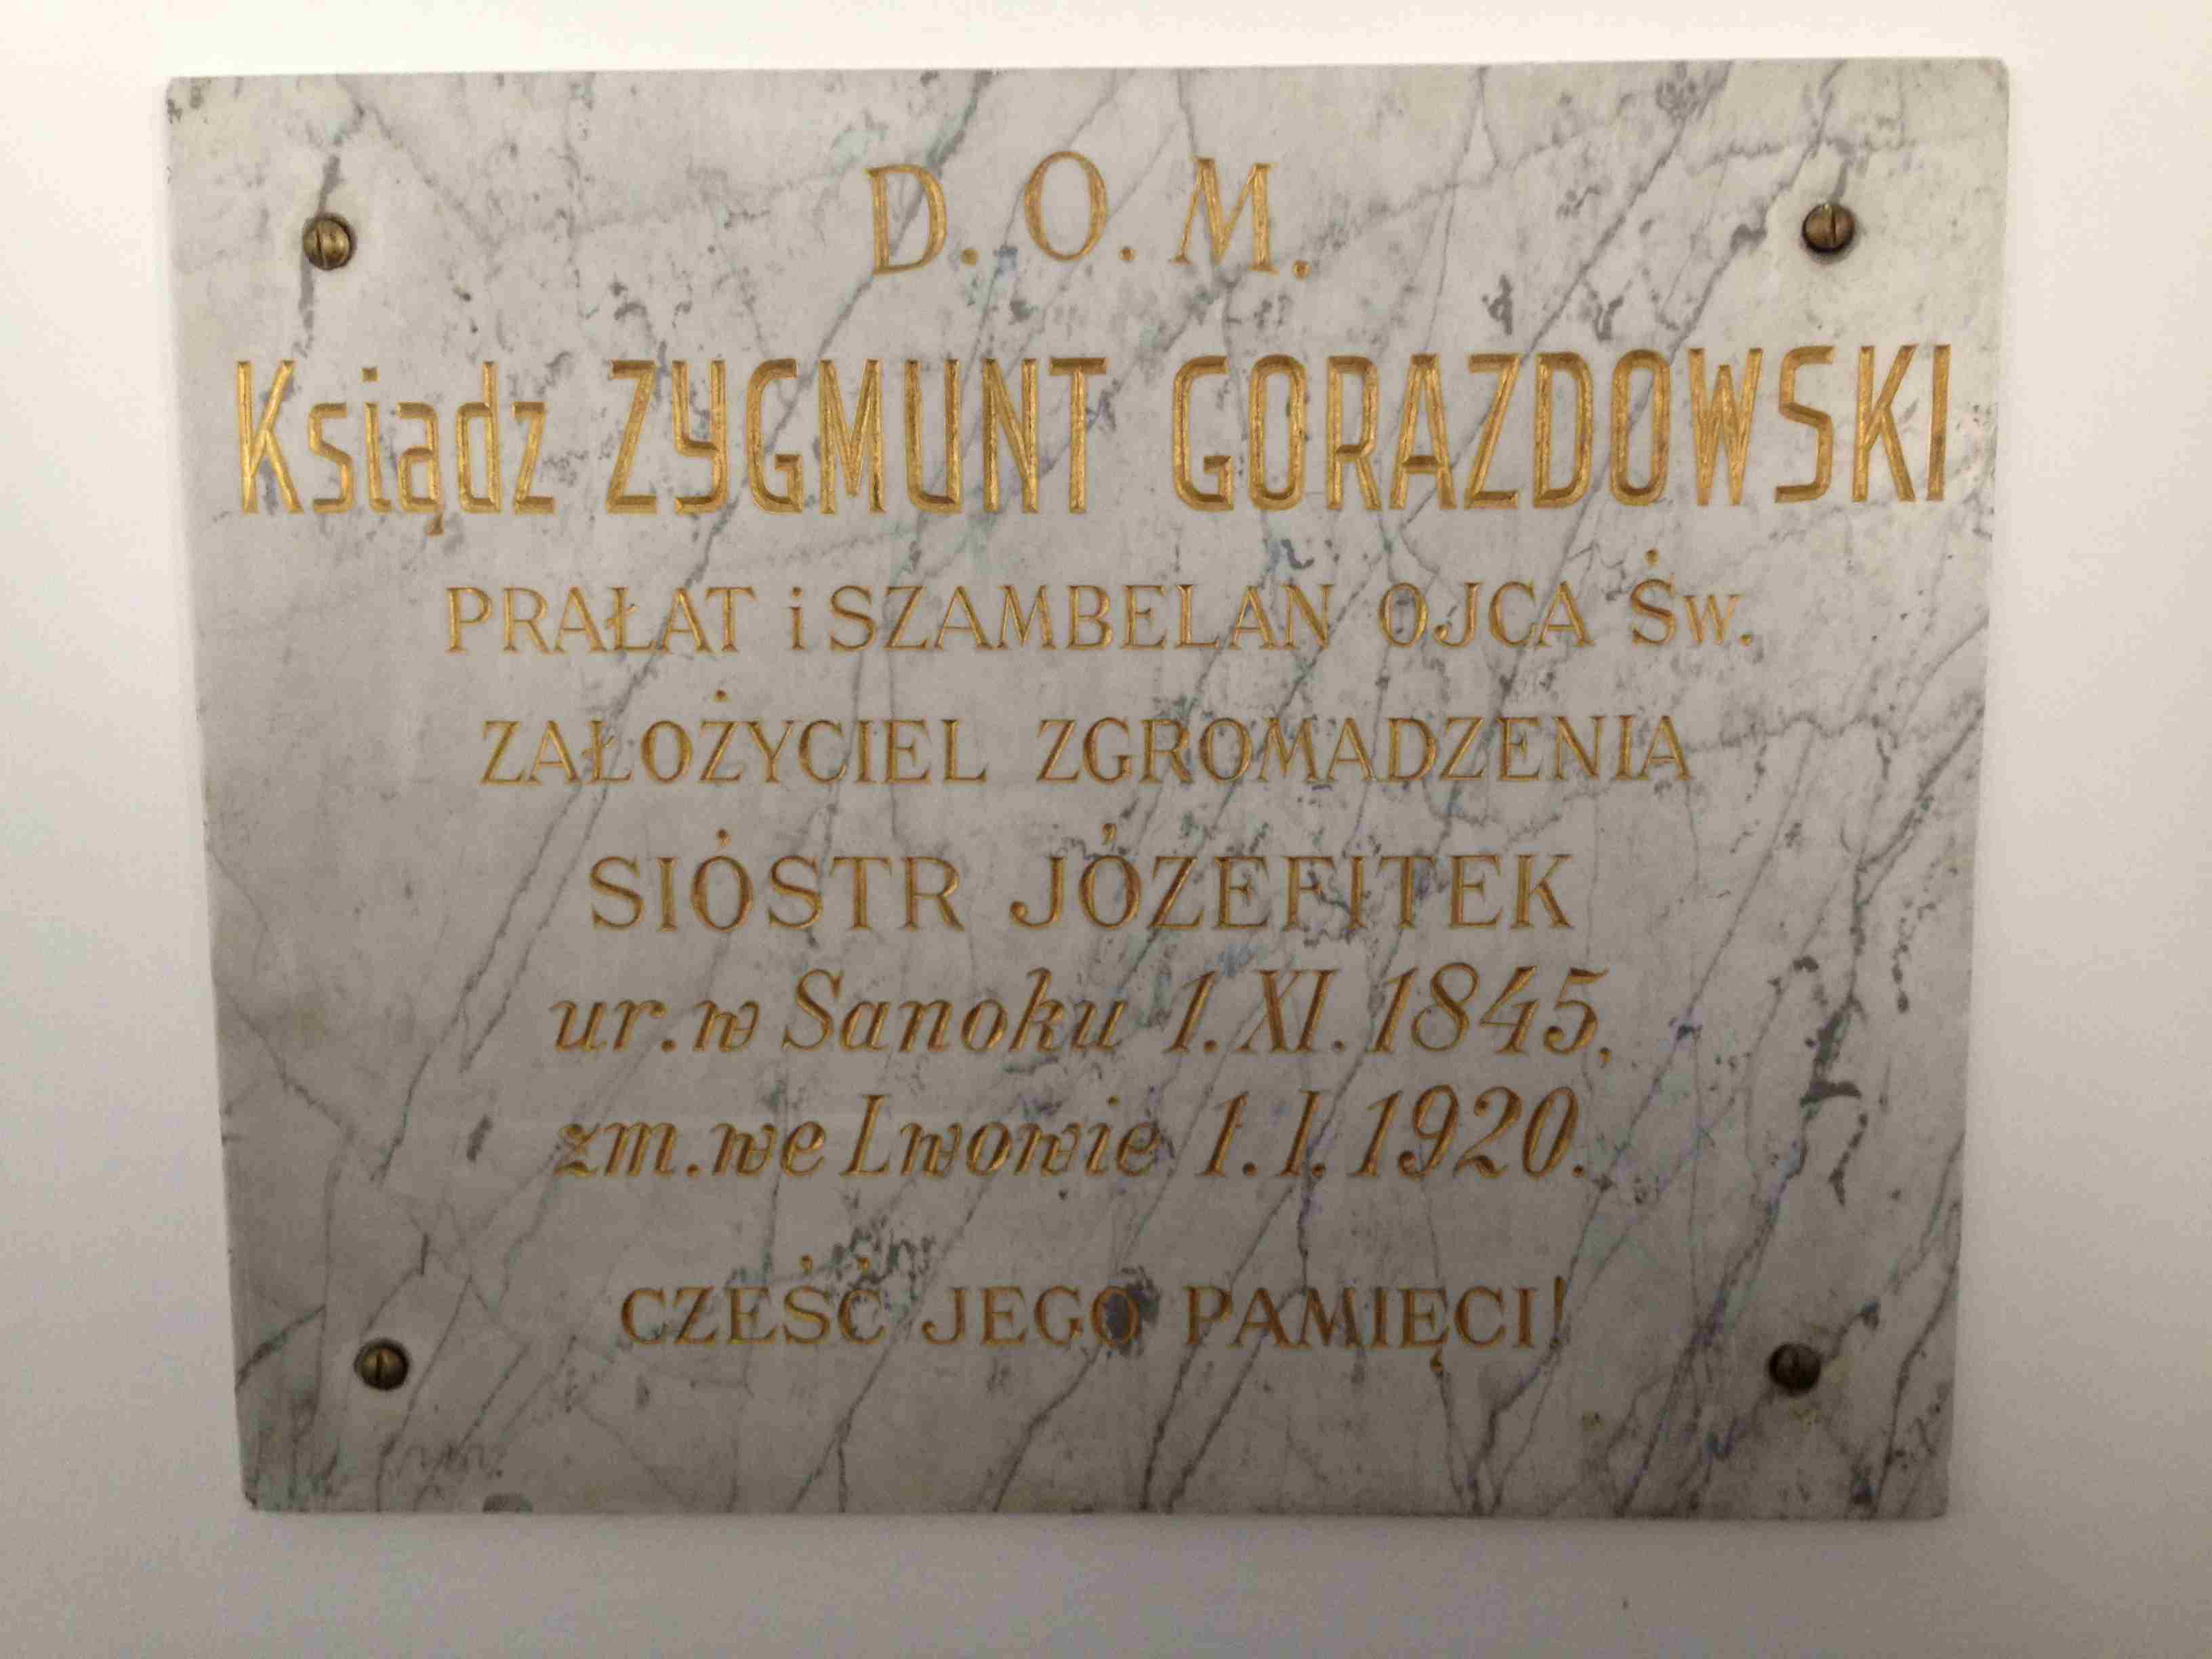 D. O. M.
Ksiądz ZYGMUNT GORAZDOWSKI
PRAŁAT i SZAMBELAN OJCA ŚW.
ZAŁOŻYCIEL ZGROMADZENIA
SIÓSTR JÓZEFITEK
ur. w Sanoku 1. XI. 1845,
zm. we Lwowie 1. I. 1920.
CZEŚĆ JEGO PAMIĘCI!